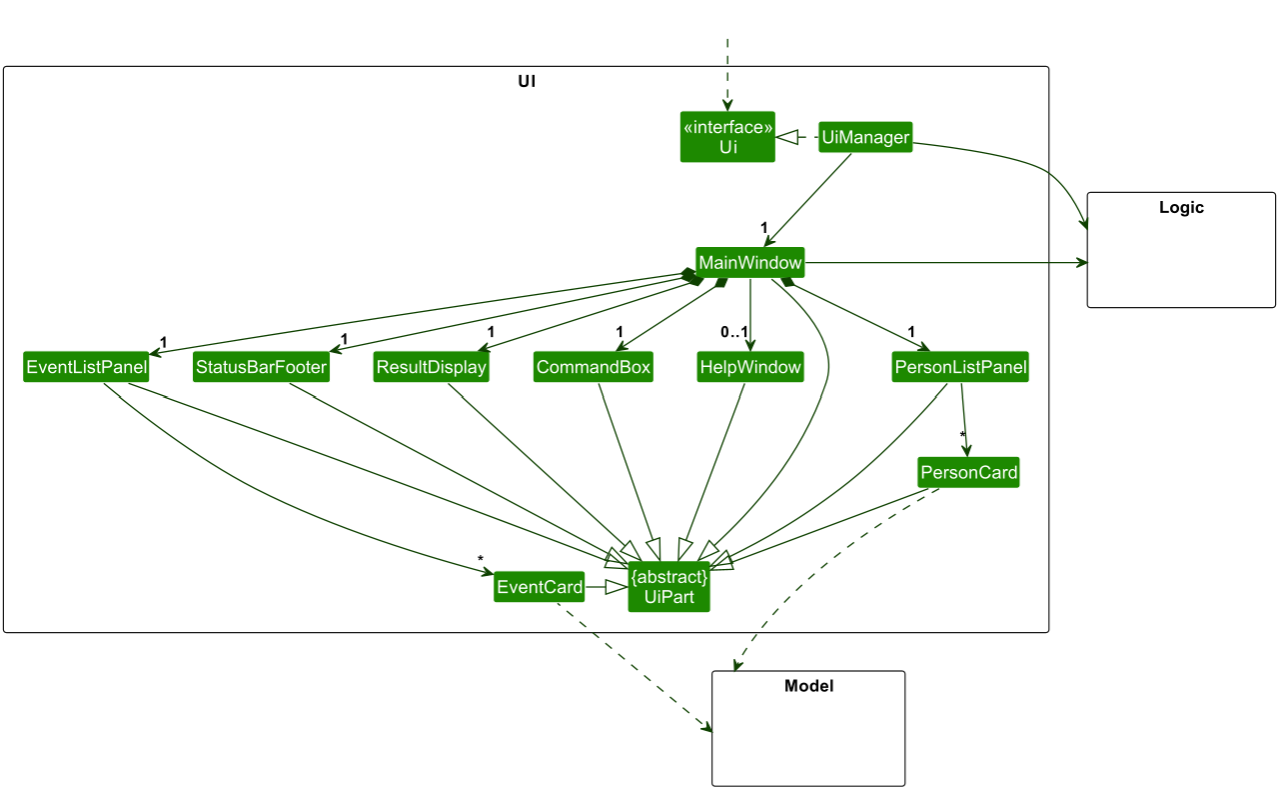 UI
«interface»
Ui
UiManager
Logic
1
MainWindow
1
1
1
1
0..1
1
EventListPanel
StatusBarFooter
ResultDisplay
CommandBox
HelpWindow
PersonListPanel
*
PersonCard
*
EventCard
{abstract}
UiPart
Model